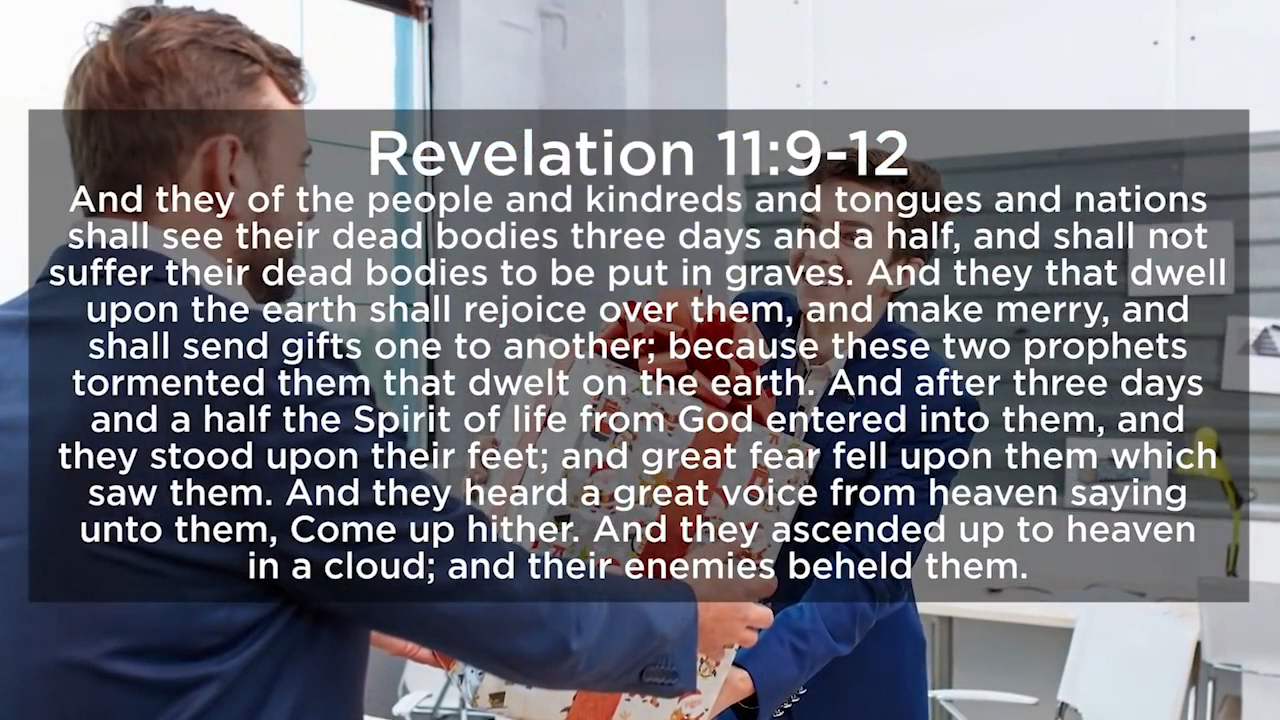 Revelation 11:9-12
And they of the people and kindreds and tongues and nations
shall see their dead bodies three days and a half, and shall not
suffer their dead bodies to be put in graves. And they that dwell
upon the earth shall rejoice over them, and make merry, and
shall send gifts one to another; because these two prophets
tormented them that dwelt on the earth. And after three days
and a half the Spirit of life from God entered into them, and
they stood upon their feet; and great fear fell upon them which
saw them. And they heard a great voice from heaven saying
unto them, Come up hither. And they ascended up to heaven
in a cloud; and their enemies beheld them.